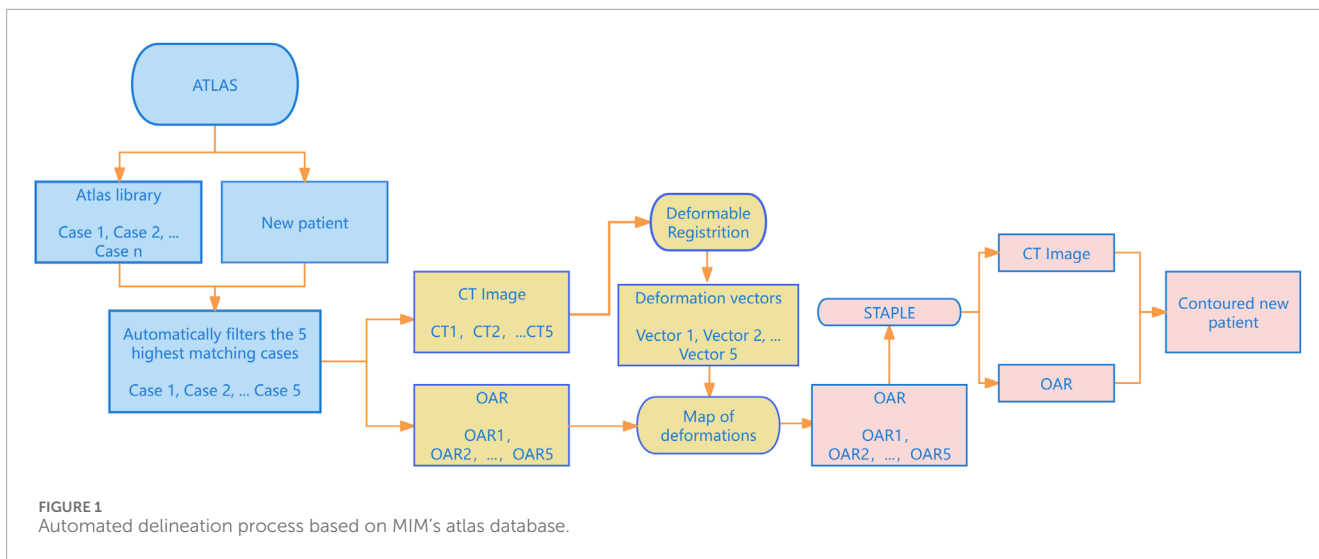 ATLAS
Atlas library
Case 1, Case 2, ...
Case n
New patient
Automatically filters the 5
highest matching cases
Case 1, Case 2, ... Case 5
CT Image
CT1, CT2, ...CT5
OAR
OAR1,
OAR2, ..., OAR5
Deformable
Registrition
Deformation vectors
Vector 1, Vector 2, ...
Vector 5
Map of
deformations
OAR
OAR1,
OAR2, ..., OAR5
STAPLE
CT Image
OAR
Contoured new
patient
FIGURE 1
Automated delineation process based on MIM's atlas database.